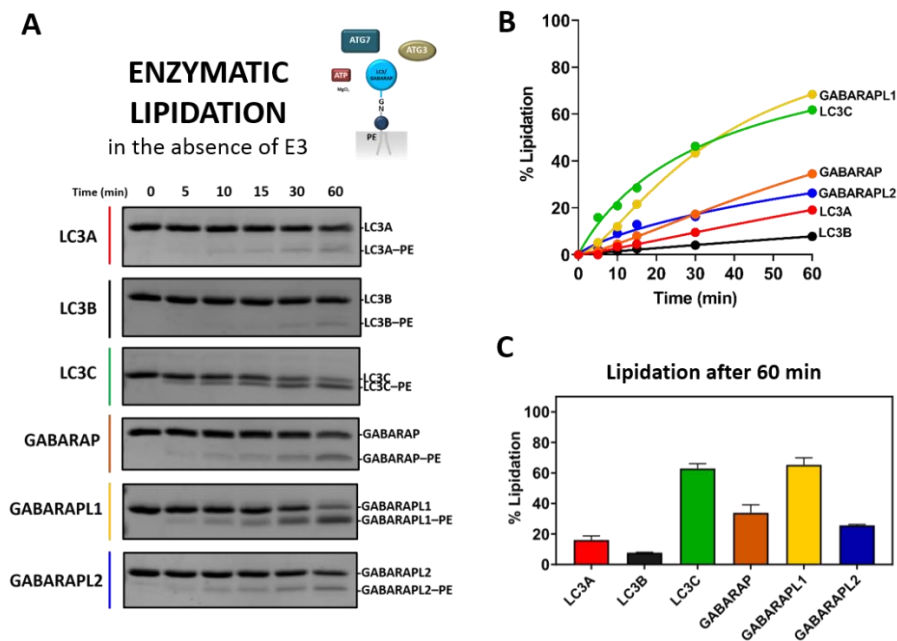 A
ENZYMATIC
LIPIDATION
in the absence of E3
ATG7
ATG3
ATP
MgCl₂
LC3/
GABARAP
G
N
PE
Time (min) 0 5 10 15 30 60
LC3A
LC3A
LC3A–PE
LC3B
LC3B
LC3B–PE
LC3C
LC3C
LC3C–PE
GABARAP
GABARAP
GABARAP–PE
GABARAPL1
GABARAPL1
GABARAPL1–PE
GABARAPL2
GABARAPL2
GABARAPL2–PE
B
% Lipidation
100
80
60
40
20
0
0 10 20 30 40 50 60
Time (min)
GABARAPL1
LC3C
GABARAP
GABARAPL2
LC3A
LC3B
C
Lipidation after 60 min
% Lipidation
100
80
60
40
20
0
LC3A
LC3B
LC3C
GABARAP
GABARAPL1
GABARAPL2